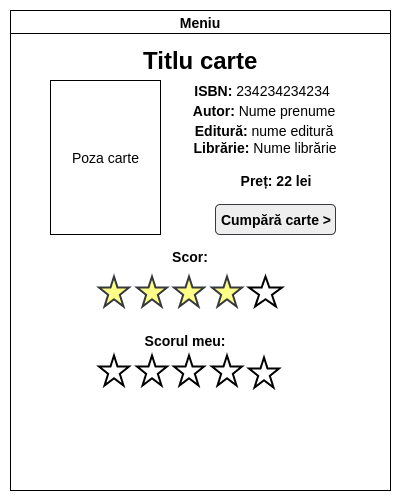 Meniu
Titlu carte
Poza carte
ISBN: 234234234234
Autor: Nume prenume
Editură: nume editură
Librărie: Nume librărie
Preț: 22 lei
Cumpără carte >
Scor:
Scorul meu: